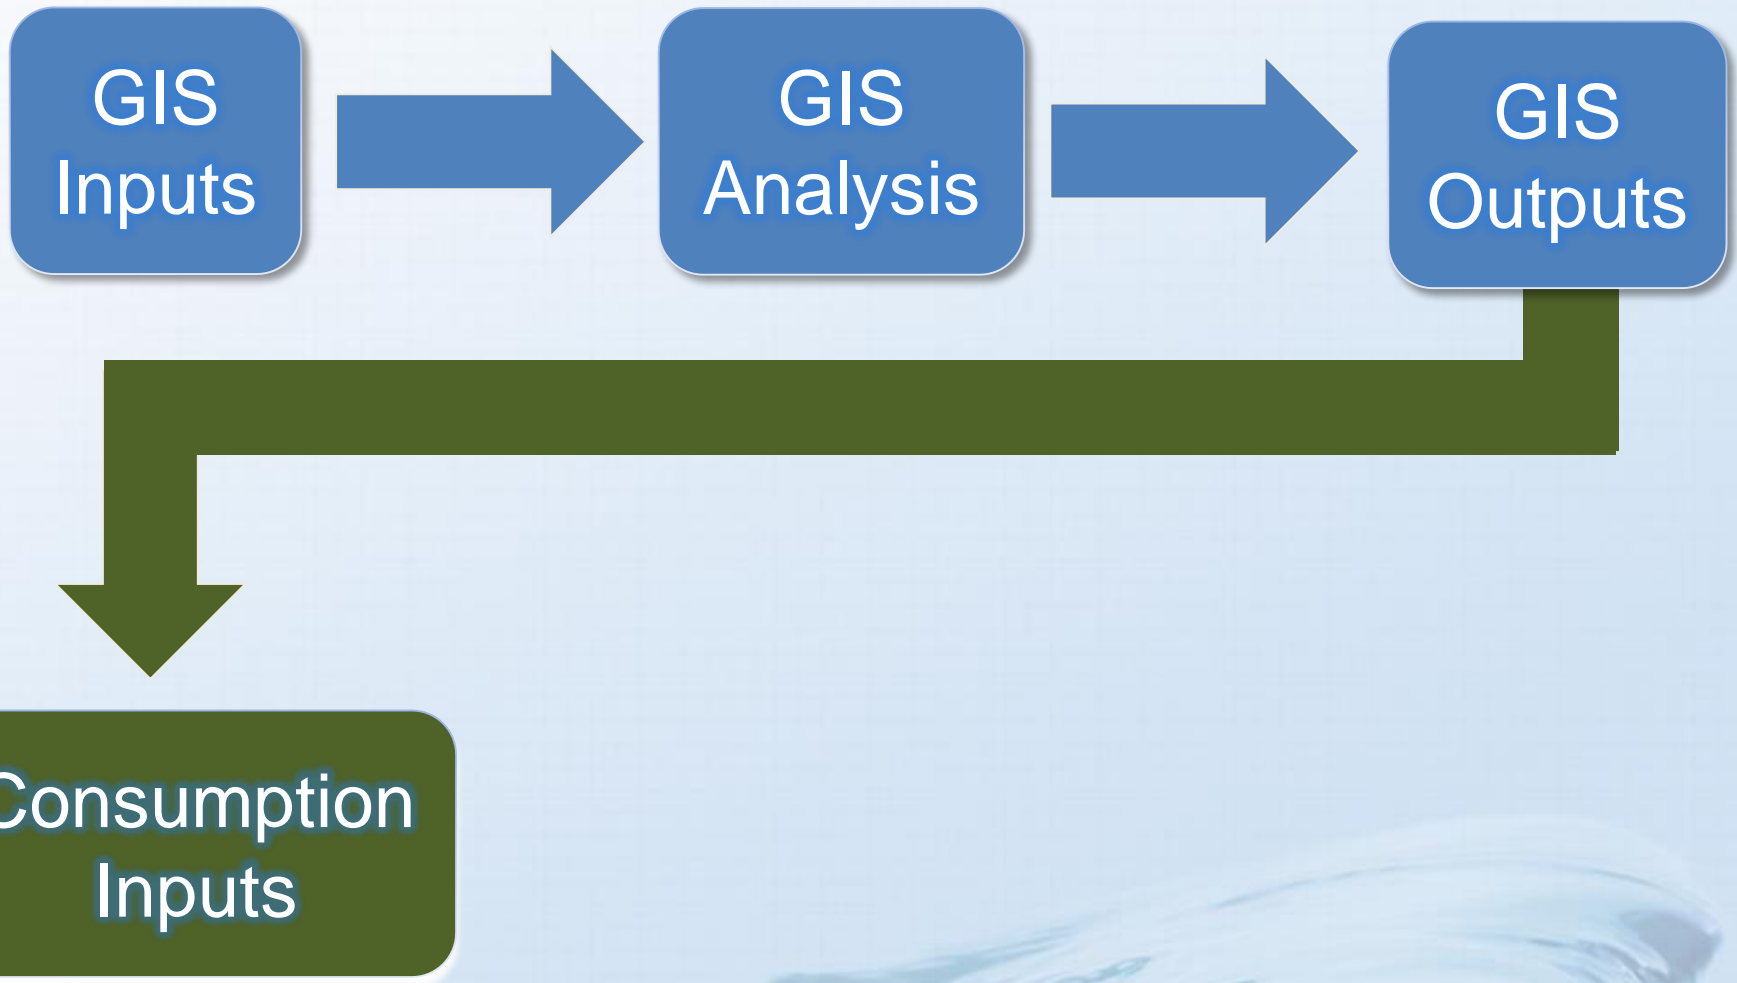 GIS
Inputs
GIS
Analysis
GIS
Outputs
Consumption
Inputs